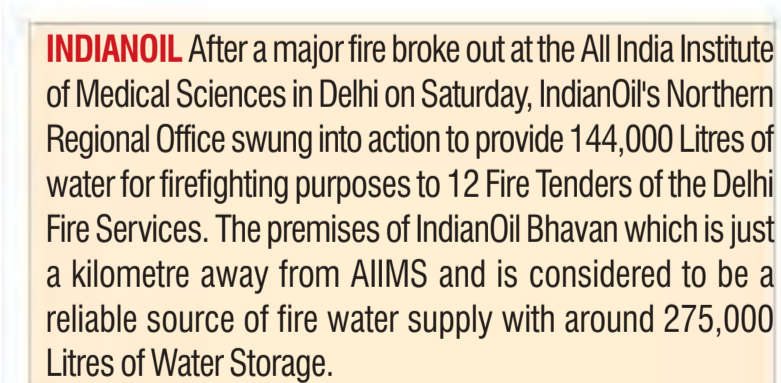 INDIANOIL After a major fire broke out at the All India Institute
of Medical Sciences in Delhi on Saturday, IndianOil's Northern
Regional Office swung into action to provide 144,000 Litres of
water for firefighting purposes to 12 Fire Tenders of the Delhi
Fire Services. The premises of IndianOil Bhavan which is just
a kilometre away from AIIMS and is considered to be a
reliable source of fire water supply with around 275,000
Litres of Water Storage.